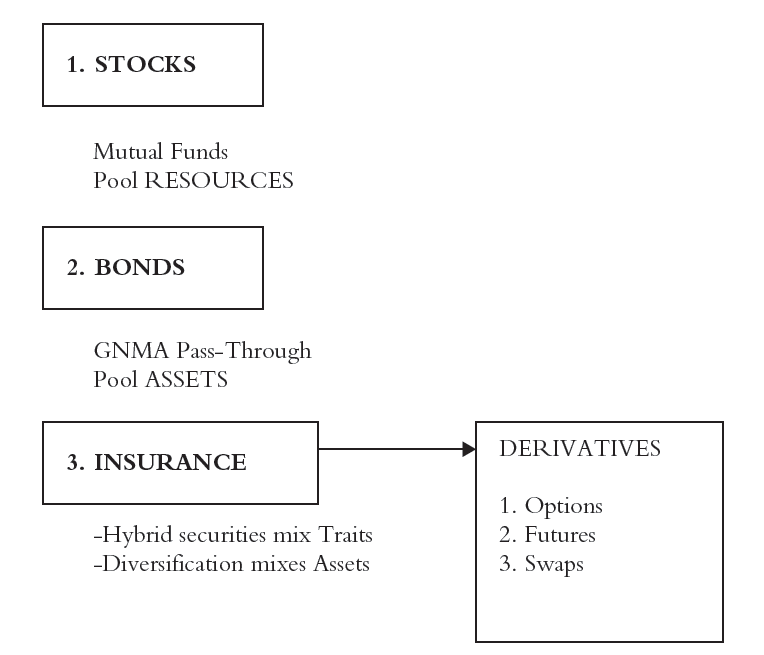 1. STOCKS
Mutual Funds
Pool RESOURCES
2. BONDS
GNMA Pass-Through
Pool ASSETS
3. INSURANCE
-Hybrid securities mix Traits
-Diversification mixes Assets
DERIVATIVES
1. Options
2. Futures
3. Swaps